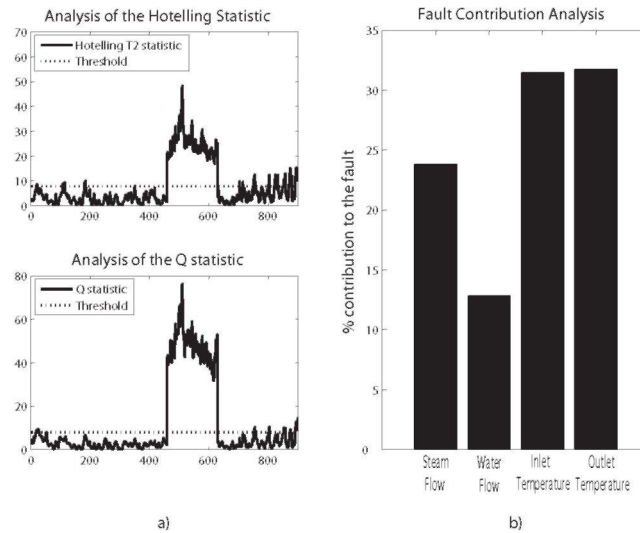 Analysis of the Hotelling Statistic
70
60
50
40
30
20
10
0
0 200 400 600 800
Hotelling T2 statistic
Threshold
Analysis of the Q statistic
80
60
40
20
0
0 200 400 600 800
Q statistic
Threshold
a)
Fault Contribution Analysis
% contribution to the fault
35
30
25
20
15
10
5
0
Steam
Flow
Water
Flow
Inlet
Temperature
Outlet
Temperature
b)